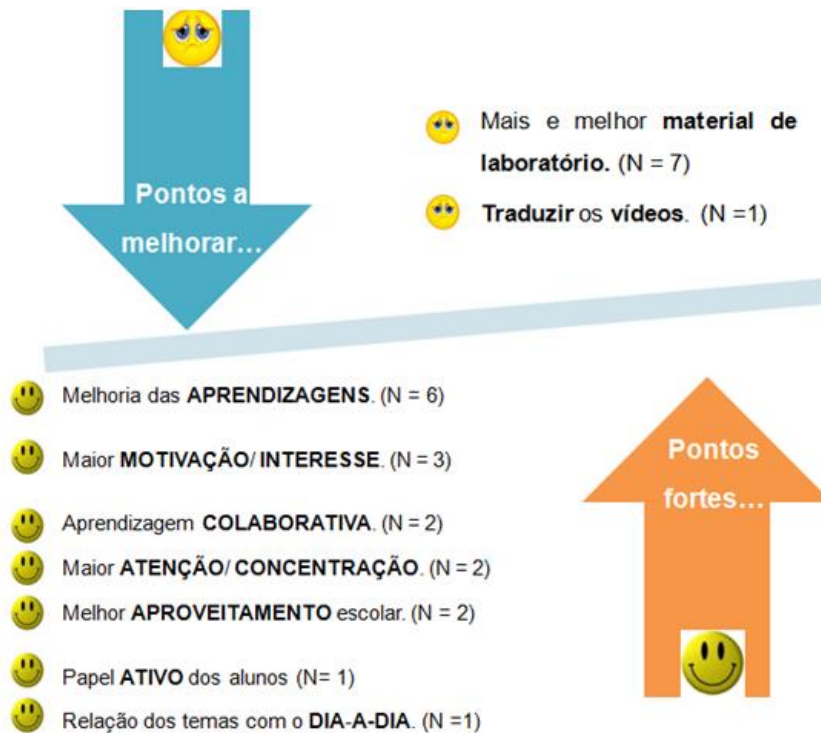 Pontos a
melhorar...
Mais e melhor material de
laboratório. (N = 7)
Traduzir os vídeos. (N =1)
Melhoria das APRENDIZAGENS. (N = 6)
Maior MOTIVAÇÃO/ INTERESSE. (N = 3)
Aprendizagem COLABORATIVA. (N = 2)
Maior ATENÇÃO/ CONCENTRAÇÃO. (N = 2)
Melhor APROVEITAMENTO escolar. (N = 2)
Papel ATIVO dos alunos (N= 1)
Relação dos temas com o DIA-A-DIA. (N =1)
Pontos
fortes...